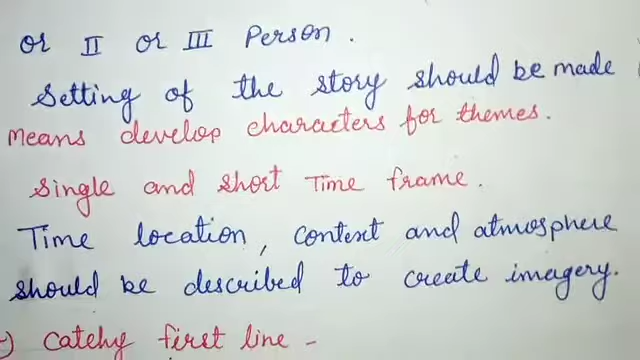 or II or III Person.
Setting of the story should be made
Means develop characters for themes.
Single and short Time frame.
Time location, context and atmosphere
should be described to create imagery.
-) Catchy first line -